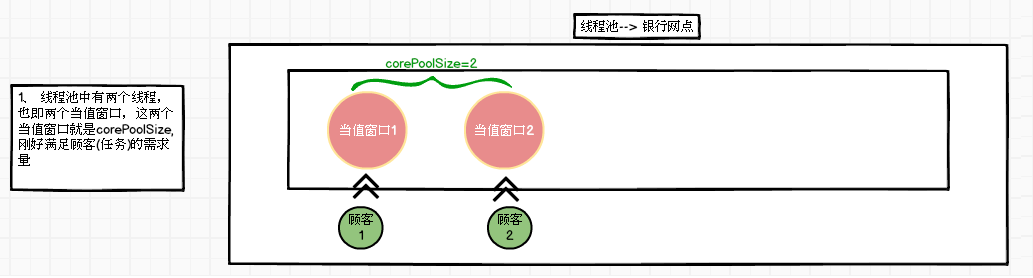 线程池--> 银行网点
corePoolSize=2
1、 线程池中有两个线程,
也即两个当值窗口, 这两个
当值窗口就是corePoolSize,
刚好满足顾客(任务)的需求
量
当值窗口1
当值窗口2
顾客
1
顾客
2